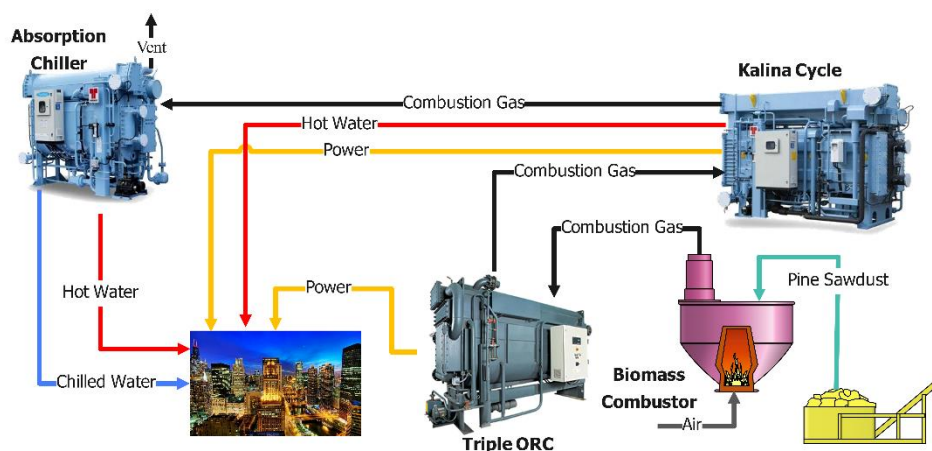 Absorption
Chiller
Vent
Kalina Cycle
Combustion Gas
Hot Water
Power
Combustion Gas
Combustion Gas
Pine Sawdust
Hot Water
Power
Chilled Water
Biomass
Combustor
Air
Triple ORC